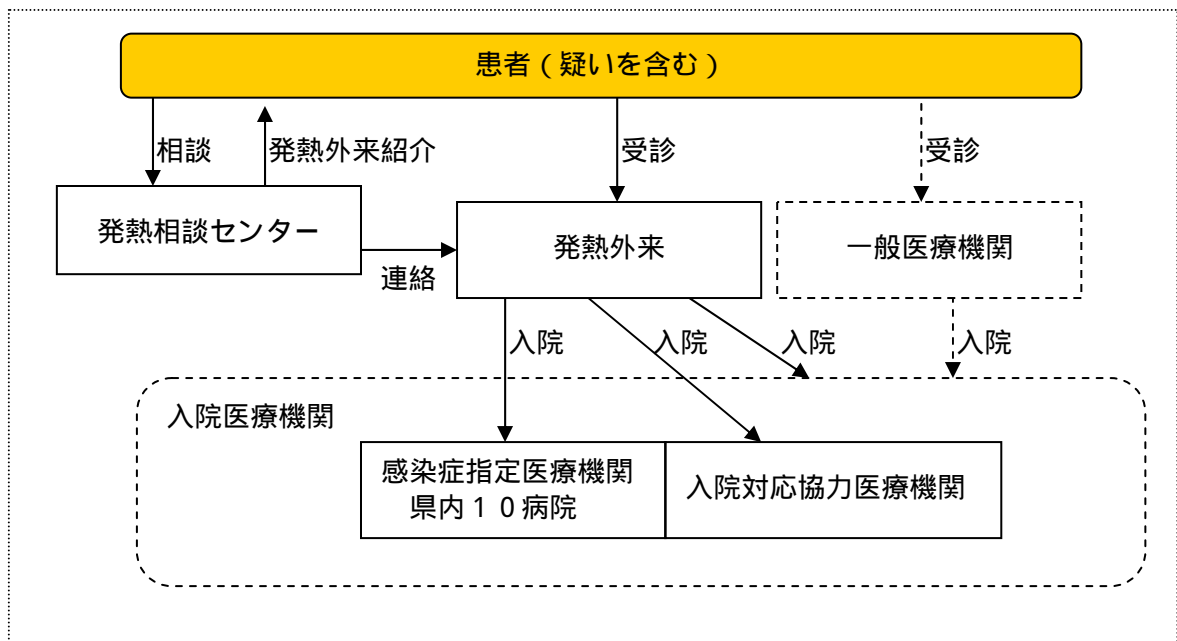 患者（疑いを含む）
相談
発熱外来紹介
受診
受診
発熱相談センター
発熱外来
一般医療機関
連絡
入院
入院
入院
入院
入院医療機関
感染症指定医療機関
県内１０病院
入院対応協力医療機関